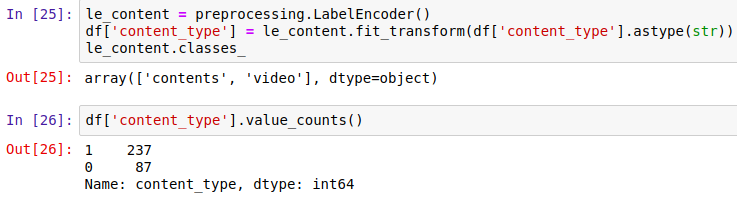 In [25]: le_content = preprocessing.LabelEncoder()
df['content_type'] = le_content.fit_transform(df['content_type'].astype(str))
le_content.classes_
Out[25]: array(['contents', 'video'], dtype=object)
In [26]: df['content_type'].value_counts()
Out[26]: 1    237
0     87
Name: content_type, dtype: int64